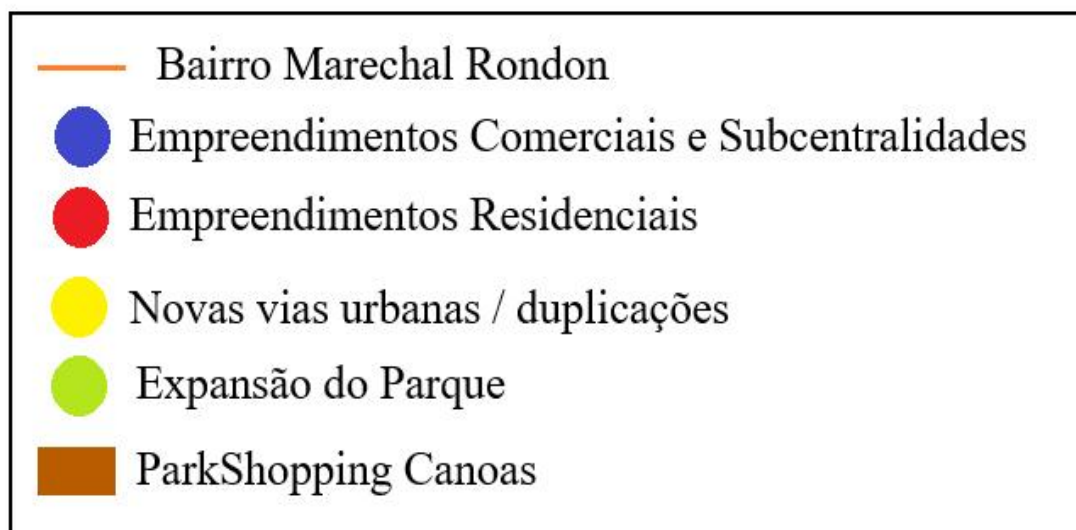 Bairro Marechal Rondon
Empreendimentos Comerciais e Subcentralidades
Empreendimentos Residenciais
Novas vias urbanas / duplicações
Expansão do Parque
ParkShopping Canoas